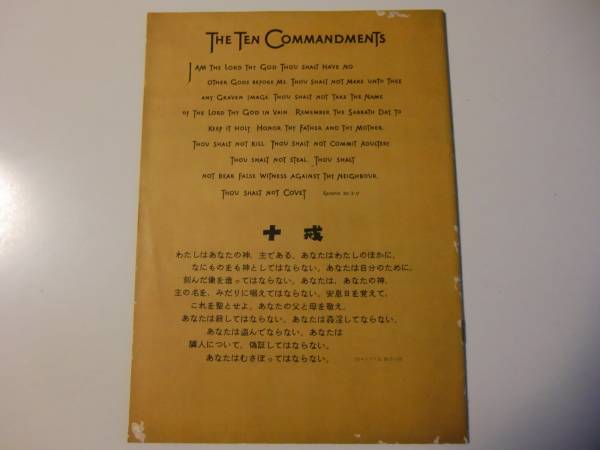 THE TEN COMMANDMENTS
I AM THE LORD THY GOD THOU SHALT HAVE NO
OTHER GODS BEFORE ME. THOU SHALT NOT MAKE UNTO THEE
ANY GRAVEN IMAGE. THOU SHALT NOT TAKE THE NAME
OF THE LORD THY GOD IN VAIN. REMEMBER THE SABBATH DAY, TO
KEEP IT HOLY. HONOR THY FATHER AND THY MOTHER.
THOU SHALT NOT KILL. THOU SHALT NOT COMMIT ADULTERY.
THOU SHALT NOT STEAL. THOU SHALT
NOT BEAR FALSE WITNESS AGAINST THY NEIGHBOUR.
THOU SHALT NOT COVET
十戒
わたしはあなたの神、主である。あなたはわたしのほかに、
なにものをも神としてはならない。あなたは自分のために、
刻んだ像を造ってはならない。あなたは、あなたの神、
主の名を、みだりに唱えてはならない。安息日を覚えて、
これを聖とせよ。あなたの父と母を敬え。
あなたは殺してはならない。あなたは姦淫してはならない。
あなたは盗んでならない。あなたは
隣人について、偽証してはならない。
あなたはむさぼってはならない。